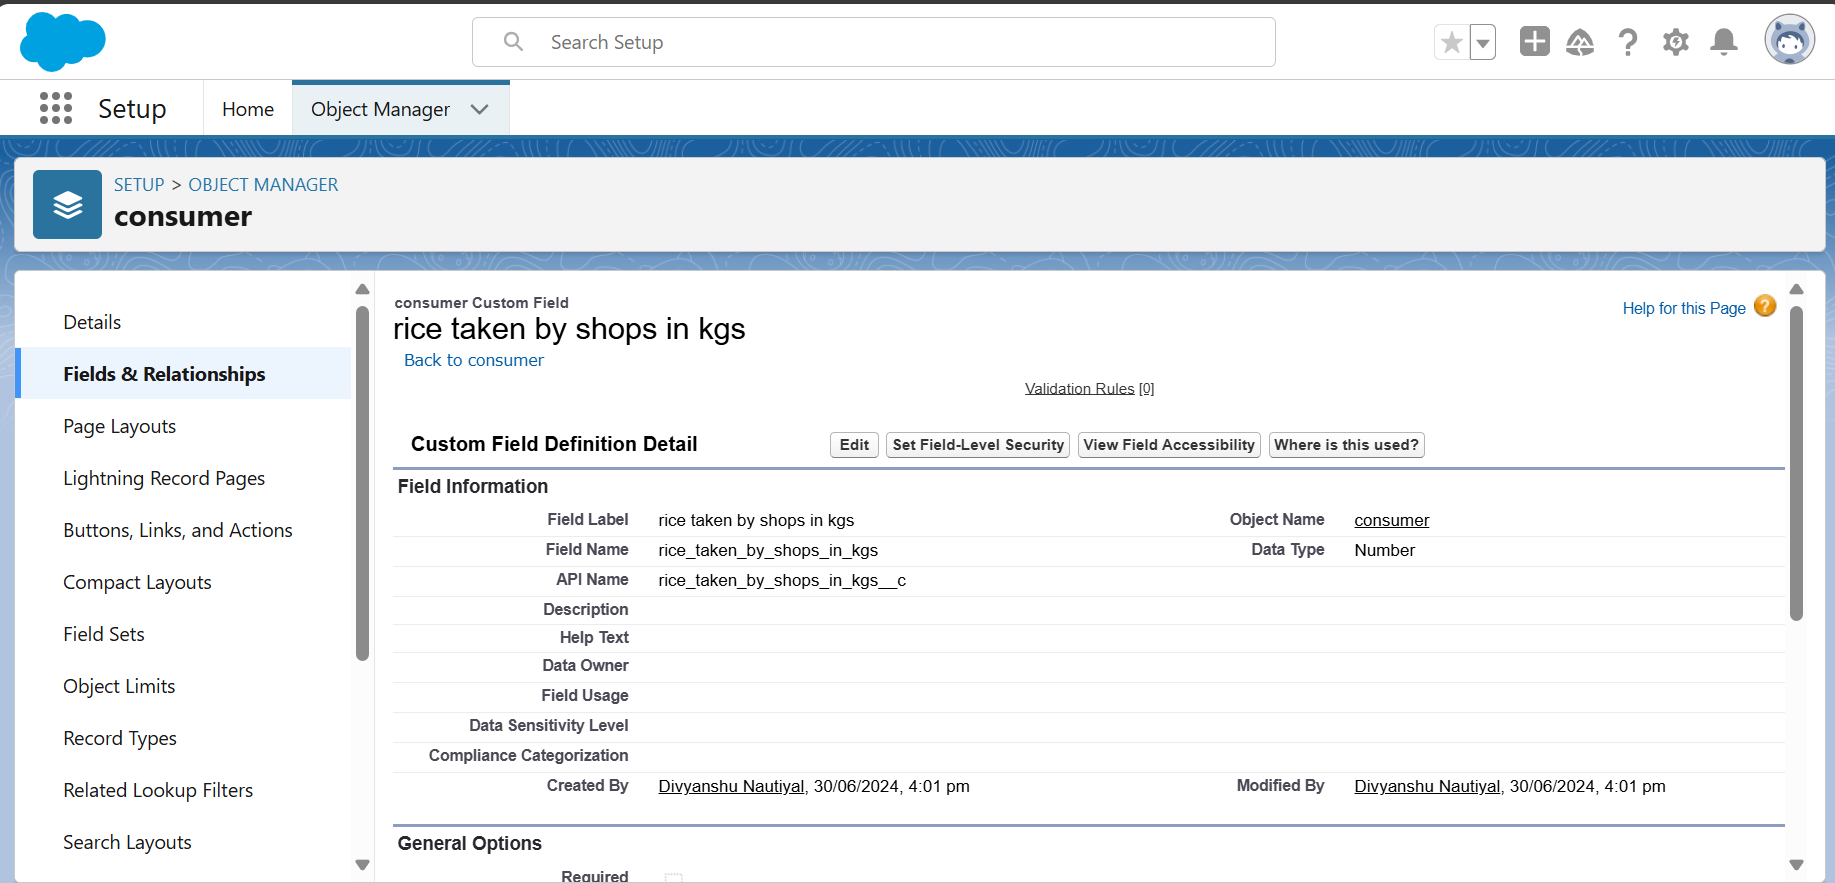 Search Setup
Setup
Home
Object Manager
SETUP > OBJECT MANAGER
consumer
Details
Fields & Relationships
Page Layouts
Lightning Record Pages
Buttons, Links, and Actions
Compact Layouts
Field Sets
Object Limits
Record Types
Related Lookup Filters
Search Layouts
consumer Custom Field
rice taken by shops in kgs
Back to consumer
Help for this Page ?
Validation Rules [0]
Custom Field Definition Detail
Edit
Set Field-Level Security
View Field Accessibility
Where is this used?
Field Information
Field Label rice taken by shops in kgs
Object Name consumer
Field Name rice_taken_by_shops_in_kgs
Data Type Number
API Name rice_taken_by_shops_in_kgs__c
Description
Help Text
Data Owner
Field Usage
Data Sensitivity Level
Compliance Categorization
Created By Divyanshu Nautiyal, 30/06/2024, 4:01 pm
Modified By Divyanshu Nautiyal, 30/06/2024, 4:01 pm
General Options
Required